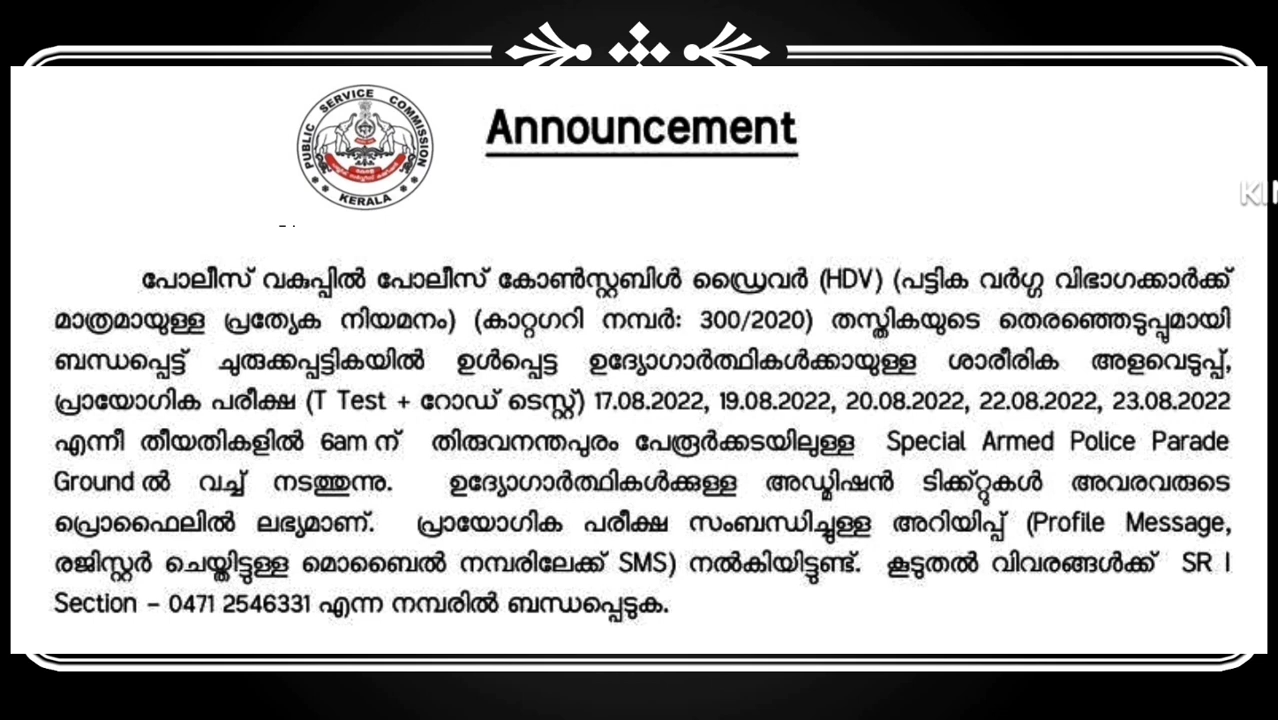 PUBLIC SERVICE COMMISSION
KERALA
Announcement
പോലീസ് വകുപ്പിൽ പോലീസ് കോൺസ്റ്റബിൾ ഡ്രൈവർ (HDV) (പട്ടിക വർഗ്ഗ വിഭാഗക്കാർക്ക്
മാത്രമായുള്ള പ്രത്യേക നിയമനം) (കാറ്റഗറി നമ്പർ: 300/2020) തസ്തികയുടെ തെരഞ്ഞെടുപ്പുമായി
ബന്ധപ്പെട്ട് ചുരുക്കപ്പട്ടികയിൽ ഉൾപ്പെട്ട ഉദ്യോഗാർത്ഥികൾക്കായുള്ള ശാരീരിക അളവെടുപ്പ്,
പ്രായോഗിക പരീക്ഷ (T Test + റോഡ് ടെസ്റ്റ്) 17.08.2022, 19.08.2022, 20.08.2022, 22.08.2022, 23.08.2022
എന്നീ തീയതികളിൽ 6am ന് തിരുവനന്തപുരം പേരൂർക്കടയിലുള്ള Special Armed Police Parade
Ground ൽ വച്ച് നടത്തുന്നു. ഉദ്യോഗാർത്ഥികൾക്കുള്ള അഡ്മിഷൻ ടിക്ക്റ്റുകൾ അവരവരുടെ
പ്രൊഫൈലിൽ ലഭ്യമാണ്. പ്രായോഗിക പരീക്ഷ സംബന്ധിച്ചുള്ള അറിയിപ്പ് (Profile Message,
രജിസ്റ്റർ ചെയ്തിട്ടുള്ള മൊബൈൽ നമ്പരിലേക്ക് SMS) നൽകിയിട്ടുണ്ട്. കൂടുതൽ വിവരങ്ങൾക്ക് SR I
Section – 0471 2546331 എന്ന നമ്പരിൽ ബന്ധപ്പെടുക.